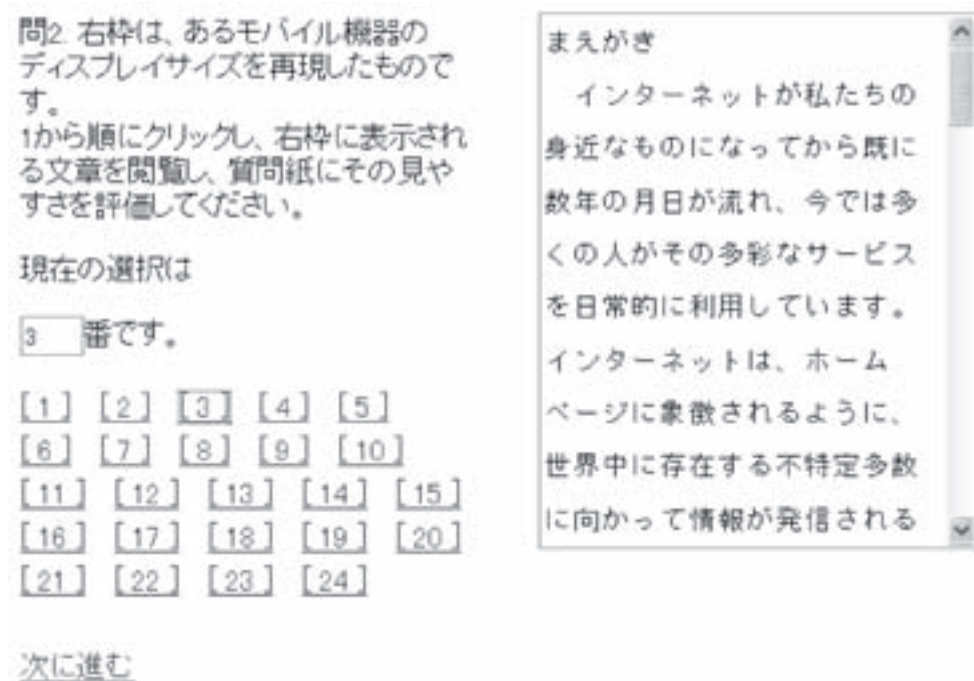 問2. 右枠は、あるモバイル機器の
ディスプレイサイズを再現したもので
す。
1から順にクリックし、右枠に表示され
る文章を閲覧し、質問紙にその見や
すさを評価してください。
現在の選択は
3 番です。
[1] [2] [3] [4] [5]
[6] [7] [8] [9] [10]
[11] [12] [13] [14] [15]
[16] [17] [18] [19] [20]
[21] [22] [23] [24]
次に進む
まえがき
インターネットが私たちの
身近なものになってから既に
数年の月日が流れ、今では多
くの人がその多彩なサービス
を日常的に利用しています。
インターネットは、ホーム
ページに象徴されるように、
世界中に存在する不特定多数
に向かって情報が発信される